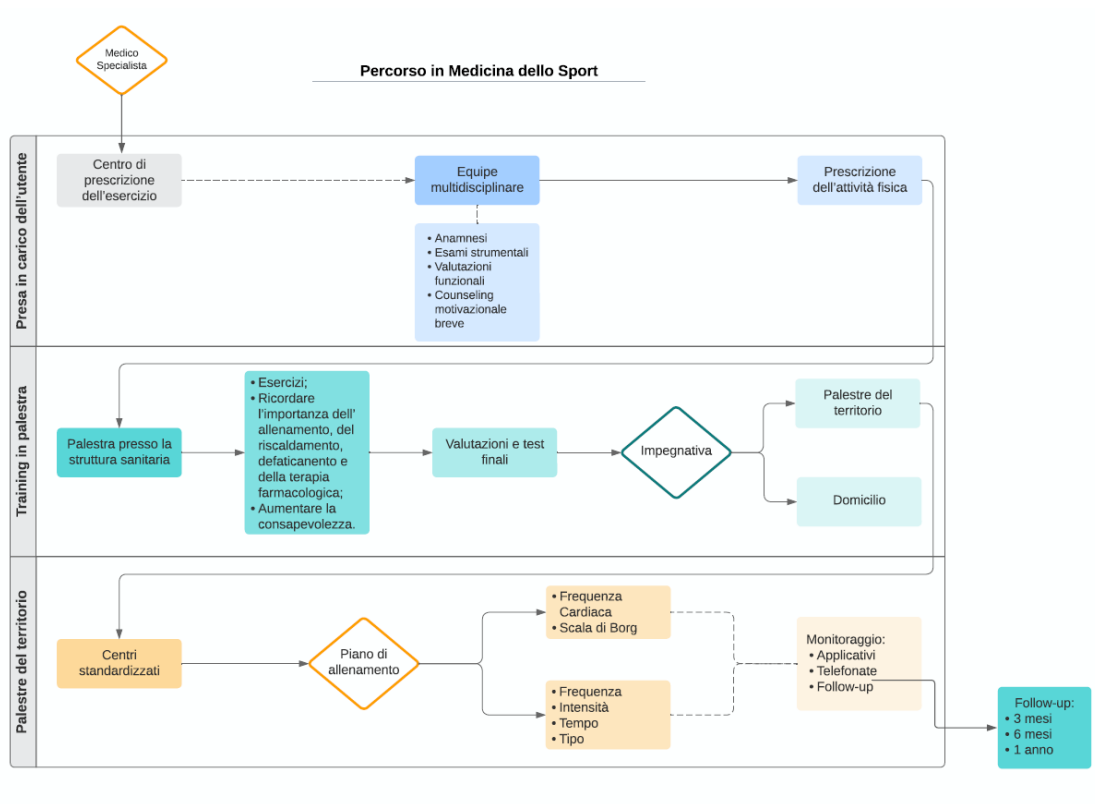 Medico
Specialista
Percorso in Medicina dello Sport
Presa in carico dell'utente
Centro di
prescrizione
dell'esercizio
Equipe
multidisciplinare
Prescrizione
dell'attività fisica
• Anamnesi
• Esami strumentali
• Valutazioni
funzionali
• Counseling
motivazionale
breve
Training in palestra
Palestra presso la
struttura sanitaria
• Esercizi;
• Ricordare
l'importanza dell'
allenamento, del
riscaldamento,
defaticanento e
della terapia
farmacologica;
• Aumentare la
consapevolezza.
Valutazioni e test
finali
Impegnativa
Palestre del
territorio
Domicilio
Palestre del territorio
Centri
standardizzati
Piano di
allenamento
• Frequenza
Cardiaca
• Scala di Borg
• Frequenza
• Intensità
• Tempo
• Tipo
Monitoraggio:
• Applicativi
• Telefonate
• Follow-up
Follow-up:
• 3 mesi
• 6 mesi
• 1 anno